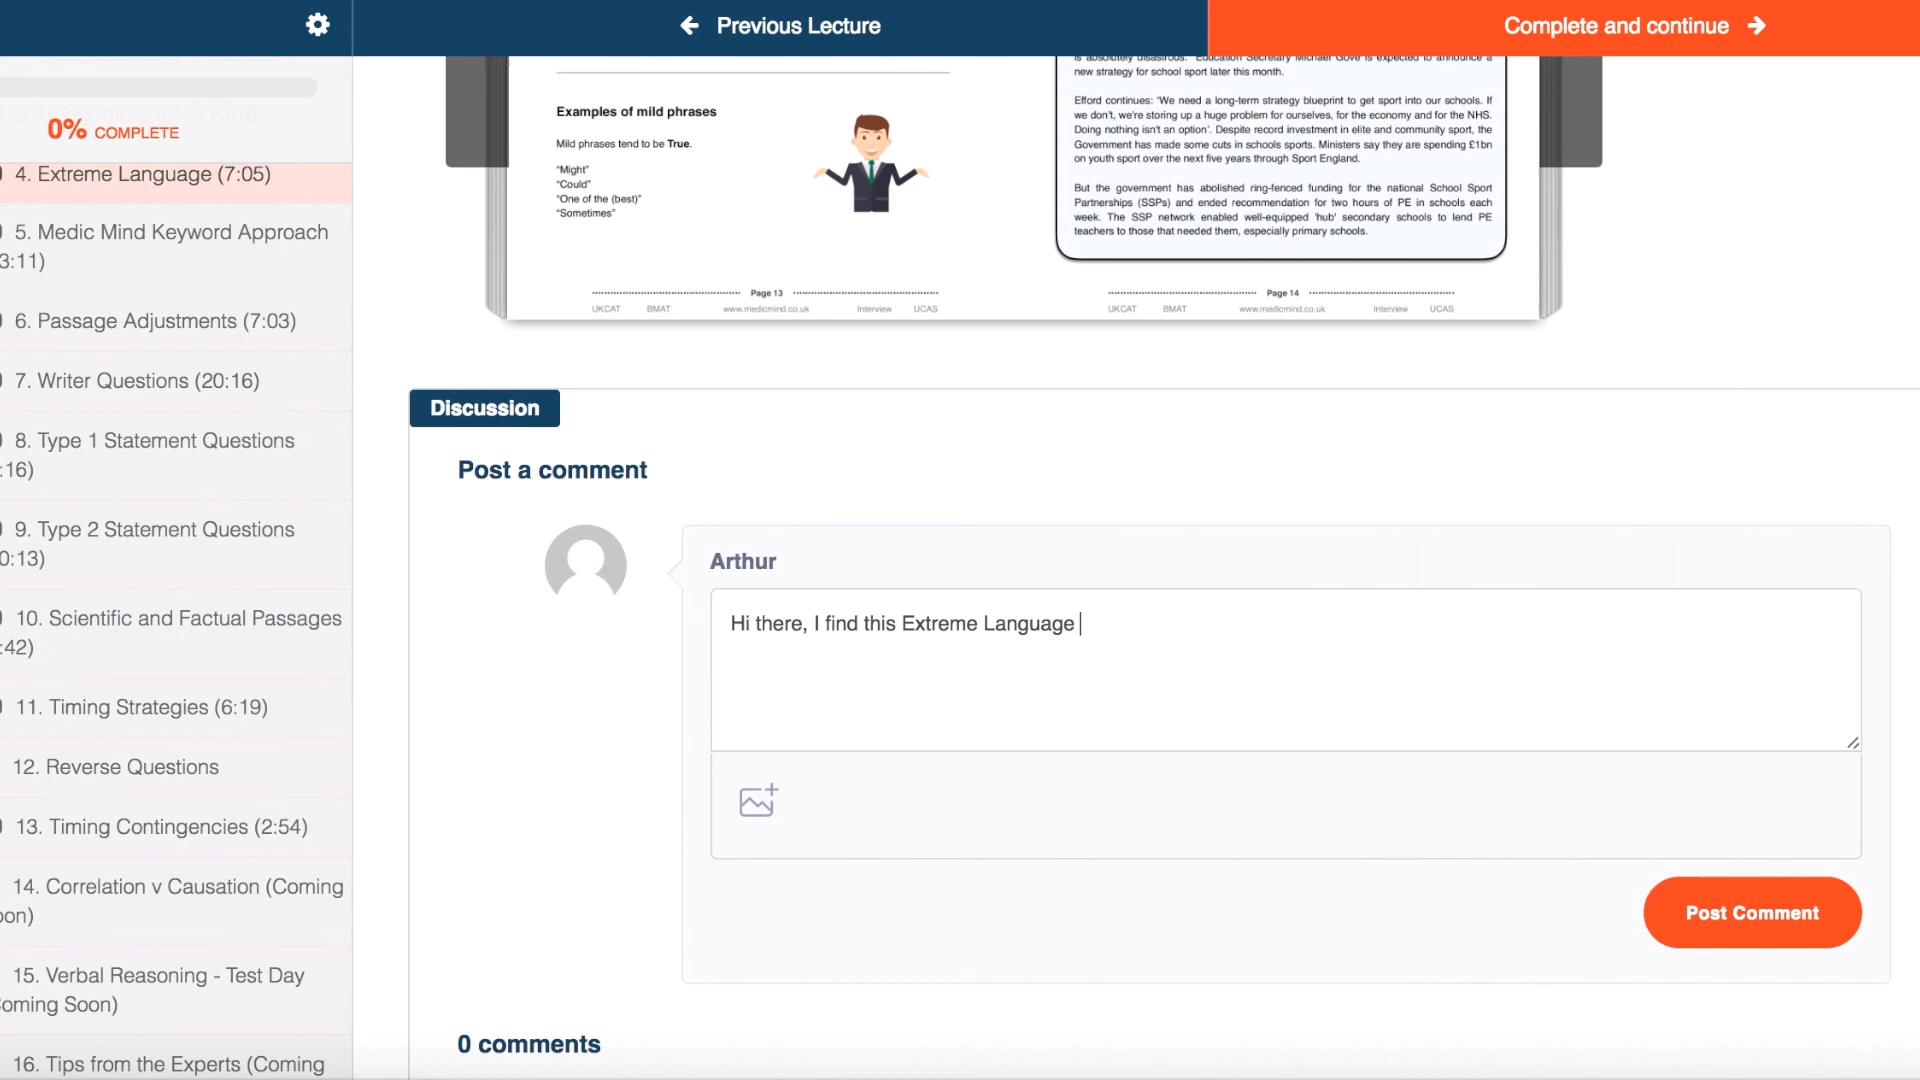 Previous Lecture
Complete and continue
0% COMPLETE
4. Extreme Language (7:05)
5. Medic Mind Keyword Approach
3:11)
6. Passage Adjustments (7:03)
7. Writer Questions (20:16)
8. Type 1 Statement Questions
:16)
9. Type 2 Statement Questions
0:13)
10. Scientific and Factual Passages
:42)
11. Timing Strategies (6:19)
12. Reverse Questions
13. Timing Contingencies (2:54)
14. Correlation v Causation (Coming
oon)
15. Verbal Reasoning - Test Day
oming Soon)
16. Tips from the Experts (Coming
Examples of mild phrases
Mild phrases tend to be True.
"Might"
"Could"
"One of the (best)"
"Sometimes"
Page 13
UKCAT BMAT www.medicmind.co.uk Interview UCAS
is absolutely disastrous.' Education Secretary Michael Gove is expected to announce a
new strategy for school sport later this month.
Efford continues: 'We need a long-term strategy blueprint to get sport into our schools. If
we don't, we're storing up a huge problem for ourselves, for the economy and for the NHS.
Doing nothing isn't an option'. Despite record investment in elite and community sport, the
Government has made some cuts in schools sports. Ministers say they are spending £1bn
on youth sport over the next five years through Sport England.
But the government has abolished ring-fenced funding for the national School Sport
Partnerships (SSPs) and ended recommendation for two hours of PE in schools each
week. The SSP network enabled well-equipped 'hub' secondary schools to lend PE
teachers to those that needed them, especially primary schools.
Page 14
UKCAT BMAT www.medicmind.co.uk Interview UCAS
Discussion
Post a comment
Arthur
Hi there, I find this Extreme Language
Post Comment
0 comments